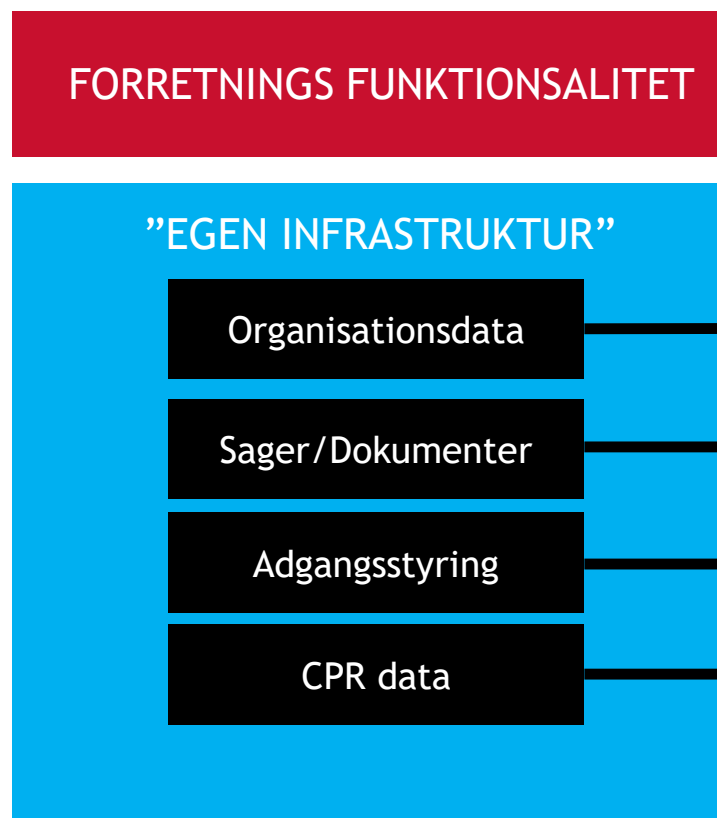 FORRETNINGS FUNKTIONSALITET
”EGEN INFRASTRUKTUR”
Organisationsdata
Sager/Dokumenter
Adgangsstyring
CPR data